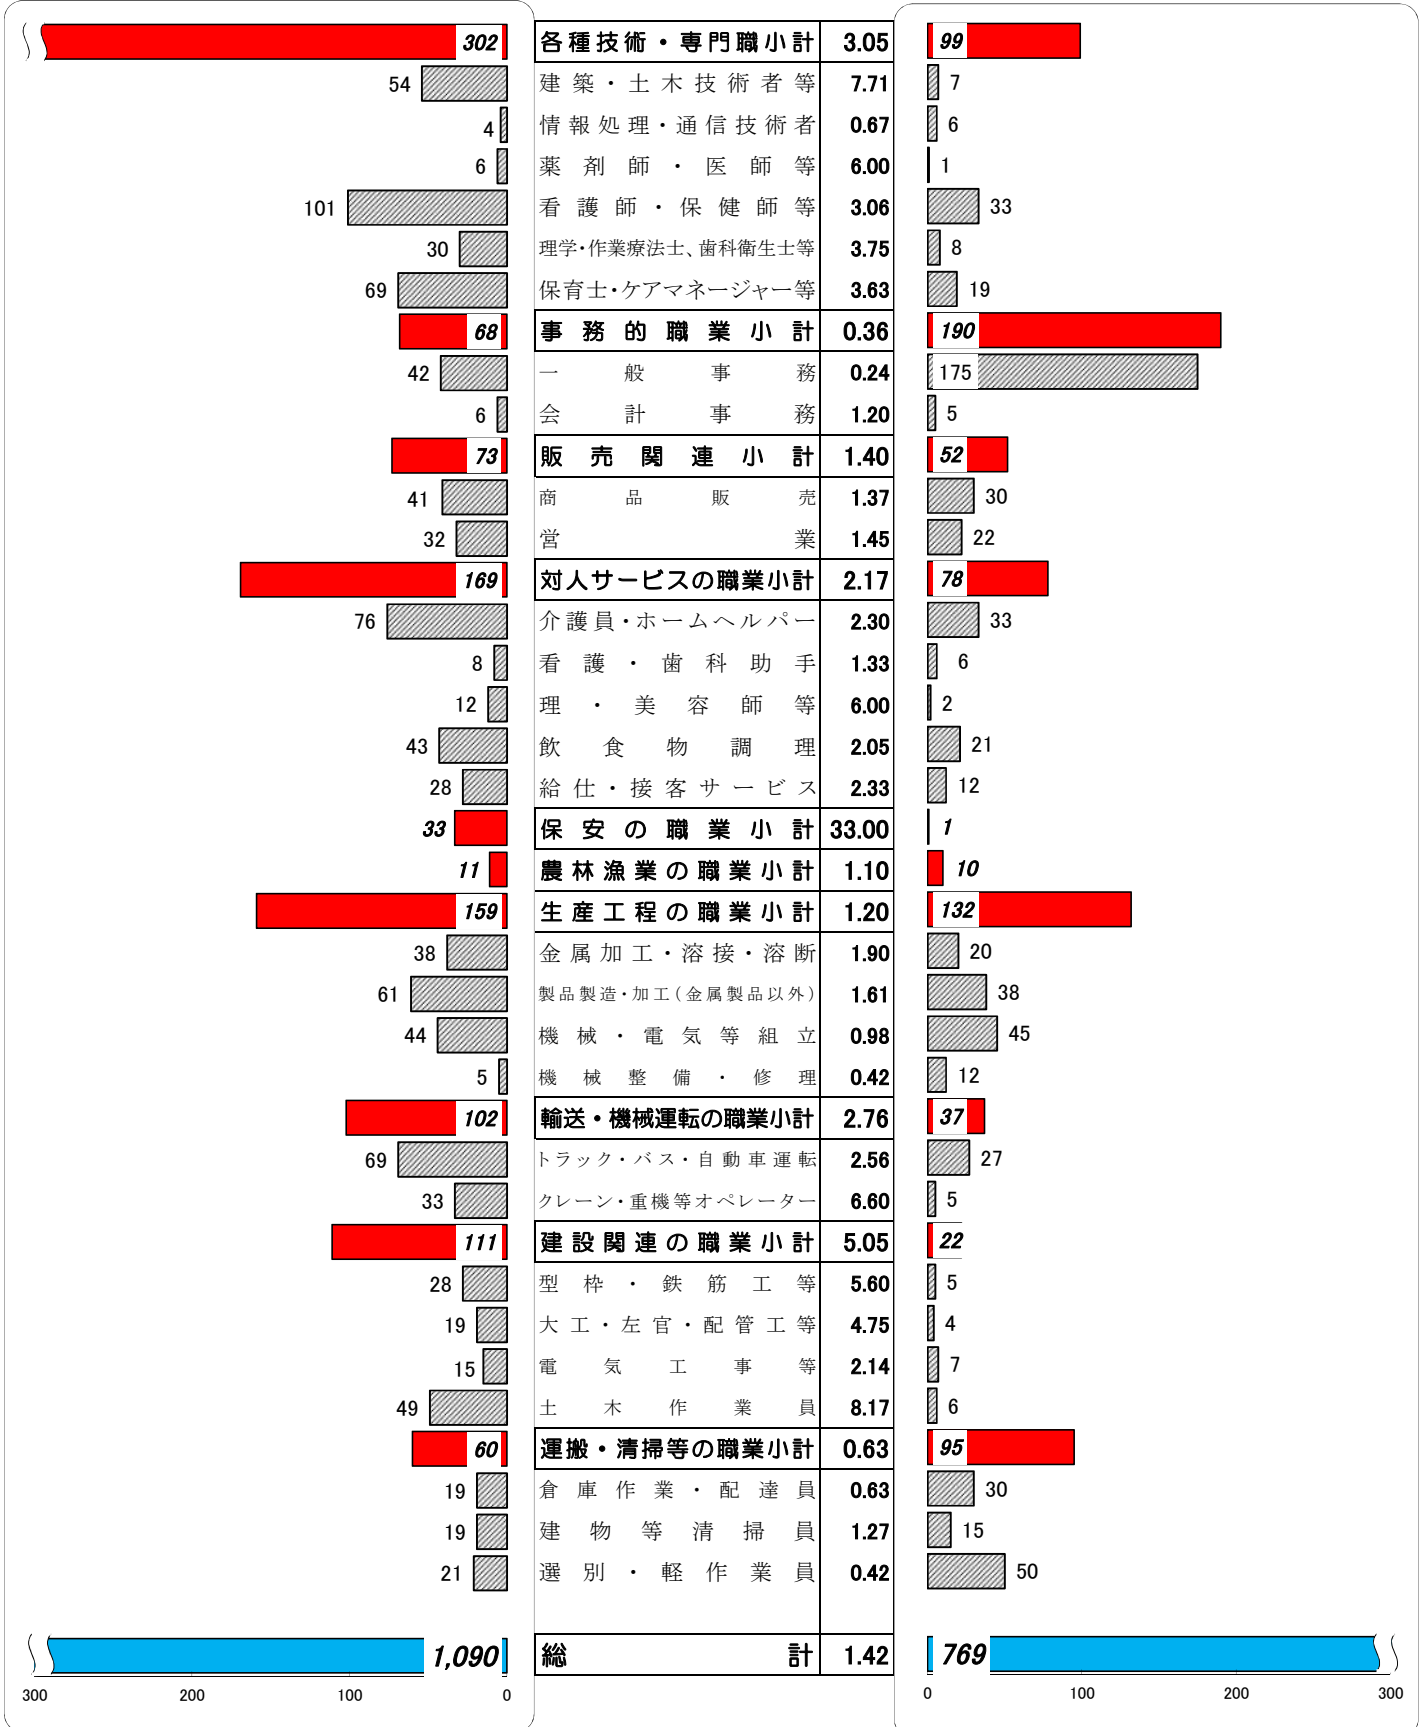 302 各種技術・専門職小計 3.05 99
54 建築・土木技術者等 7.71 7
4 情報処理・通信技術者 0.67 6
6 薬剤師・医師等 6.00 1
101 看護師・保健師等 3.06 33
30 理学・作業療法士、歯科衛生士等 3.75 8
69 保育士・ケアマネージャー等 3.63 19
68 事務的職業小計 0.36 190
42 一般事務 0.24 175
6 会計事務 1.20 5
73 販売関連小計 1.40 52
41 商品販売 1.37 30
32 営業 1.45 22
169 対人サービスの職業小計 2.17 78
76 介護員・ホームヘルパー 2.30 33
8 看護・歯科助手 1.33 6
12 理・美容師等 6.00 2
43 飲食物調理 2.05 21
28 給仕・接客サービス 2.33 12
33 保安の職業小計 33.00 1
11 農林漁業の職業小計 1.10 10
159 生産工程の職業小計 1.20 132
38 金属加工・溶接・溶断 1.90 20
61 製品製造・加工(金属製品以外) 1.61 38
44 機械・電気等組立 0.98 45
5 機械整備・修理 0.42 12
102 輸送・機械運転の職業小計 2.76 37
69 トラック・バス・自動車運転 2.56 27
33 クレーン・重機等オペレーター 6.60 5
111 建設関連の職業小計 5.05 22
28 型枠・鉄筋工等 5.60 5
19 大工・左官・配管工等 4.75 4
15 電気工事等 2.14 7
49 土木作業員 8.17 6
60 運搬・清掃等の職業小計 0.63 95
19 倉庫作業・配達員 0.63 30
19 建物等清掃員 1.27 15
21 選別・軽作業員 0.42 50
1,090 総計 1.42 769
300 200 100 0 0 100 200 300